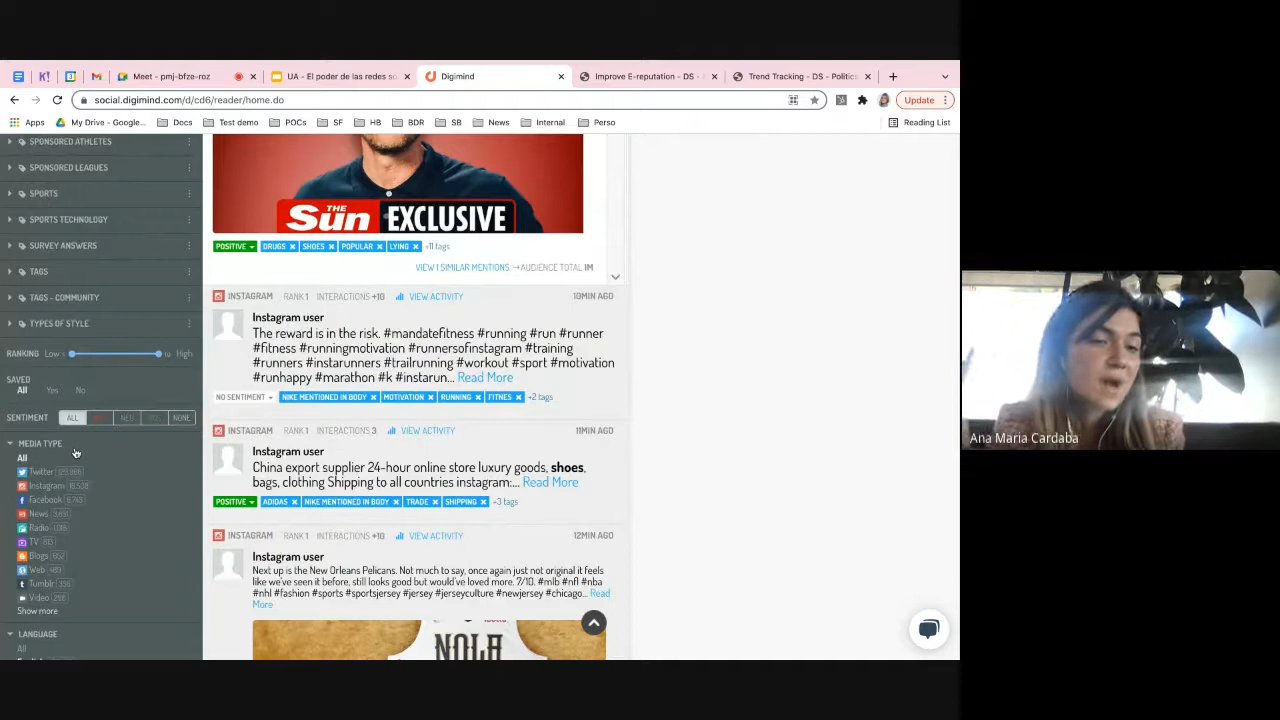 Meet - pmj-bfze-roz
UA - El poder de las redes so
Digimind
Improve E-reputation - DS -
Trend Tracking - DS - Politics
social.digimind.com/d/cd6/reader/home.do
Update
Apps
My Drive - Google...
Docs
Test demo
POCs
SF
HB
BDR
SB
News
Internal
Perso
Reading List
SPONSORED ATHLETES
SPONSORED LEAGUES
SPORTS
SPORTS TECHNOLOGY
SURVEY ANSWERS
TAGS
TAGS - COMMUNITY
TYPES OF STYLE
RANKING Low 1 10 High
SAVED
All Yes No
SENTIMENT ALL NEG NEU POS NONE
MEDIA TYPE
All
Twitter
Instagram
Facebook
News
Radio
TV
Blogs
Web
Tumblr
Video
Show more
LANGUAGE
All
THE Sun EXCLUSIVE
POSITIVE DRUGS × SHOES × POPULAR × LYING × +11 tags
VIEW 1 SIMILAR MENTIONS AUDIENCE TOTAL 1M
INSTAGRAM RANK 1 INTERACTIONS +10 VIEW ACTIVITY 10MIN AGO
Instagram user
The reward is in the risk. #mandatefitness #running #run #runner
#fitness #runningmotivation #runnersofinstagram #training
#runners #instarunners #trailrunning #workout #sport #motivation
#runhappy #marathon #k #instarun... Read More
NO SENTIMENT NIKE MENTIONED IN BODY × MOTIVATION × RUNNING × FITNES × +2 tags
INSTAGRAM RANK 1 INTERACTIONS 3 VIEW ACTIVITY 11MIN AGO
Instagram user
China export supplier 24-hour online store luxury goods, shoes,
bags, clothing Shipping to all countries instagram:... Read More
POSITIVE ADIDAS × NIKE MENTIONED IN BODY × TRADE × SHIPPING × +3 tags
INSTAGRAM RANK 1 INTERACTIONS +10 VIEW ACTIVITY 12MIN AGO
Instagram user
Next up is the New Orleans Pelicans. Not much to say, once again just not original it feels
like we've seen it before, still looks good but would've loved more. 7/10. #mlb #nfl #nba
#nhl #fashion #sports #sportsjersey #jersey #jerseyculture #newjersey #chicago... Read
More
NOLA
Ana Maria Cardaba